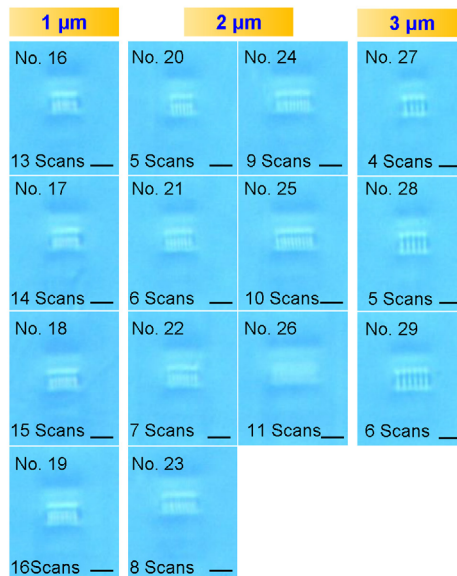 1 µm
2 µm
3 µm
No. 16
No. 20
No. 24
No. 27
13 Scans
5 Scans
9 Scans
4 Scans
No. 17
No. 21
No. 25
No. 28
14 Scans
6 Scans
10 Scans
5 Scans
No. 18
No. 22
No. 26
No. 29
15 Scans
7 Scans
11 Scans
6 Scans
No. 19
No. 23
16Scans
8 Scans